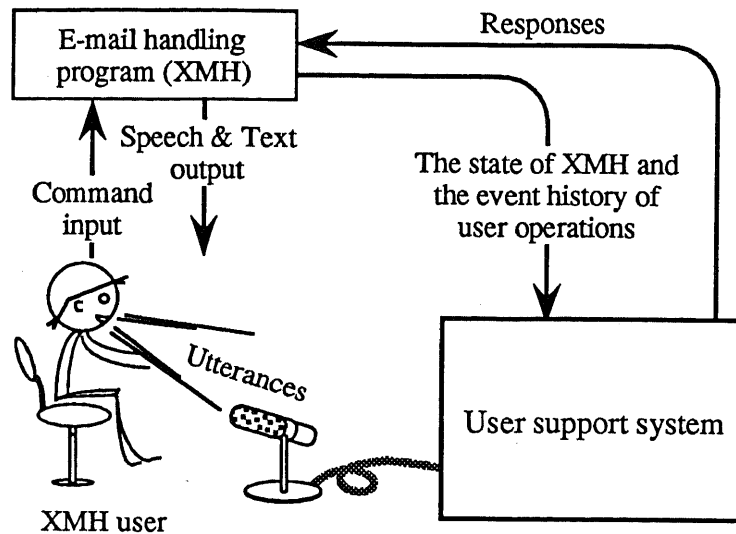 E-mail handling
program (XMH)
Responses
Speech & Text
output
Command
input
The state of XMH and
the event history of
user operations
Utterances
User support system
XMH user